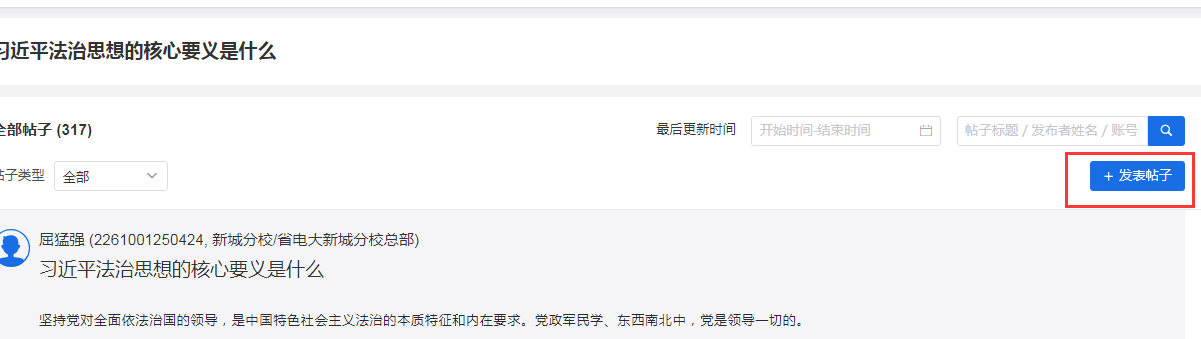 习近平法治思想的核心要义是什么
全部帖子 (317)
最后更新时间 开始时间-结束时间 帖子标题 / 发布者姓名 / 账号
帖子类型 全部
+ 发表帖子
屈猛强 (2261001250424, 新城分校/省电大新城分校总部)
习近平法治思想的核心要义是什么
坚持党对全面依法治国的领导，是中国特色社会主义法治的本质特征和内在要求。党政军民学、东西南北中，党是领导一切的。